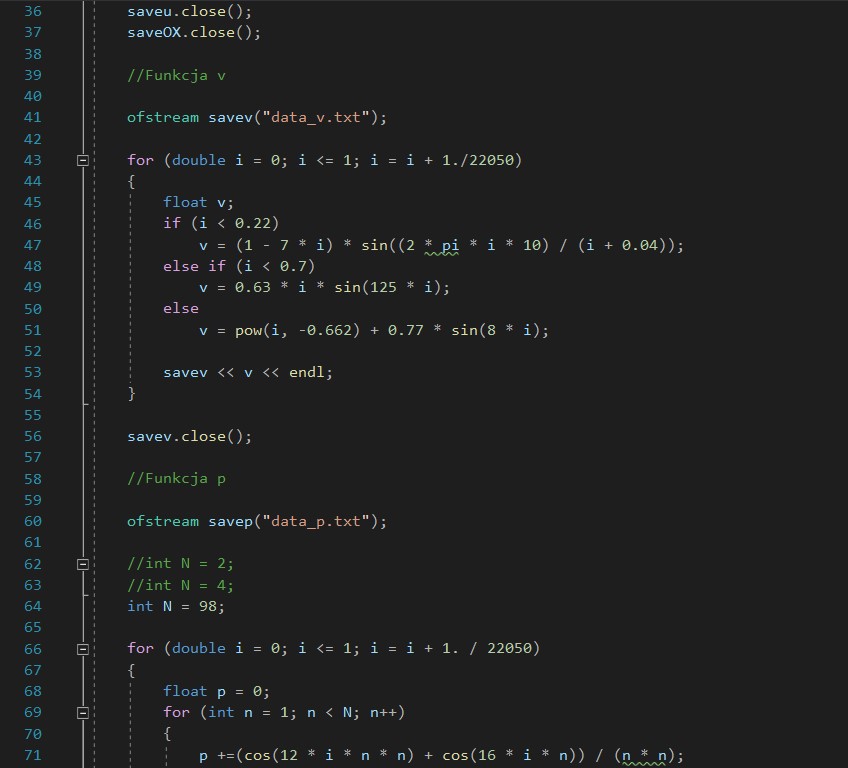 36 saveu.close();
37 saveOX.close();
38
39 //Funkcja v
40
41 ofstream savev("data_v.txt");
42
43 for (double i = 0; i <= 1; i = i + 1./22050)
44 {
45 float v;
46 if (i < 0.22)
47 v = (1 - 7 * i) * sin((2 * pi * i * 10) / (i + 0.04));
48 else if (i < 0.7)
49 v = 0.63 * i * sin(125 * i);
50 else
51 v = pow(i, -0.662) + 0.77 * sin(8 * i);
52
53 savev << v << endl;
54 }
55
56 savev.close();
57
58 //Funkcja p
59
60 ofstream savep("data_p.txt");
61
62 //int N = 2;
63 //int N = 4;
64 int N = 98;
65
66 for (double i = 0; i <= 1; i = i + 1. / 22050)
67 {
68 float p = 0;
69 for (int n = 1; n < N; n++)
70 {
71 p +=(cos(12 * i * n * n) + cos(16 * i * n)) / (n * n);